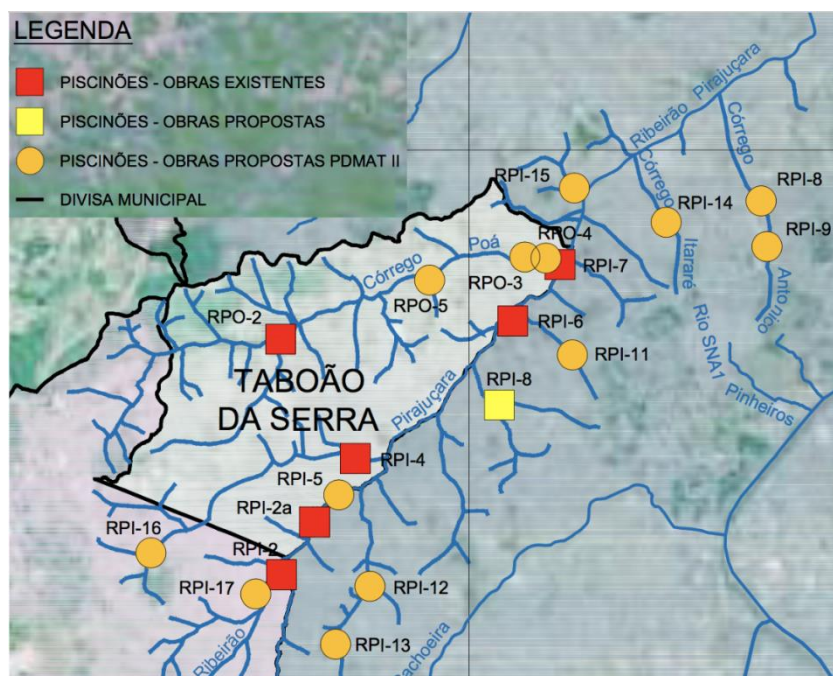 LEGENDA
PISCINÕES - OBRAS EXISTENTES
PISCINÕES - OBRAS PROPOSTAS
PISCINÕES - OBRAS PROPOSTAS PDMAT II
DIVISA MUNICIPAL
Ribeirão Pirajuçara
Córrego
Antonico
Córrego
Itararé
RPI-15
RPI-8
RPI-14
RPI-9
RPO-4
Córrego Poá
RPO-3
RPI-7
RPO-5
RPO-2
RPI-6
Rio SNA1
Pinheiros
RPI-11
TABOÃO
DA SERRA
Pirajuçara
RPI-8
RPI-4
RPI-5
RPI-2a
RPI-16
RPI-2
RPI-17
RPI-12
RPI-13
Ribeirão
achoeira